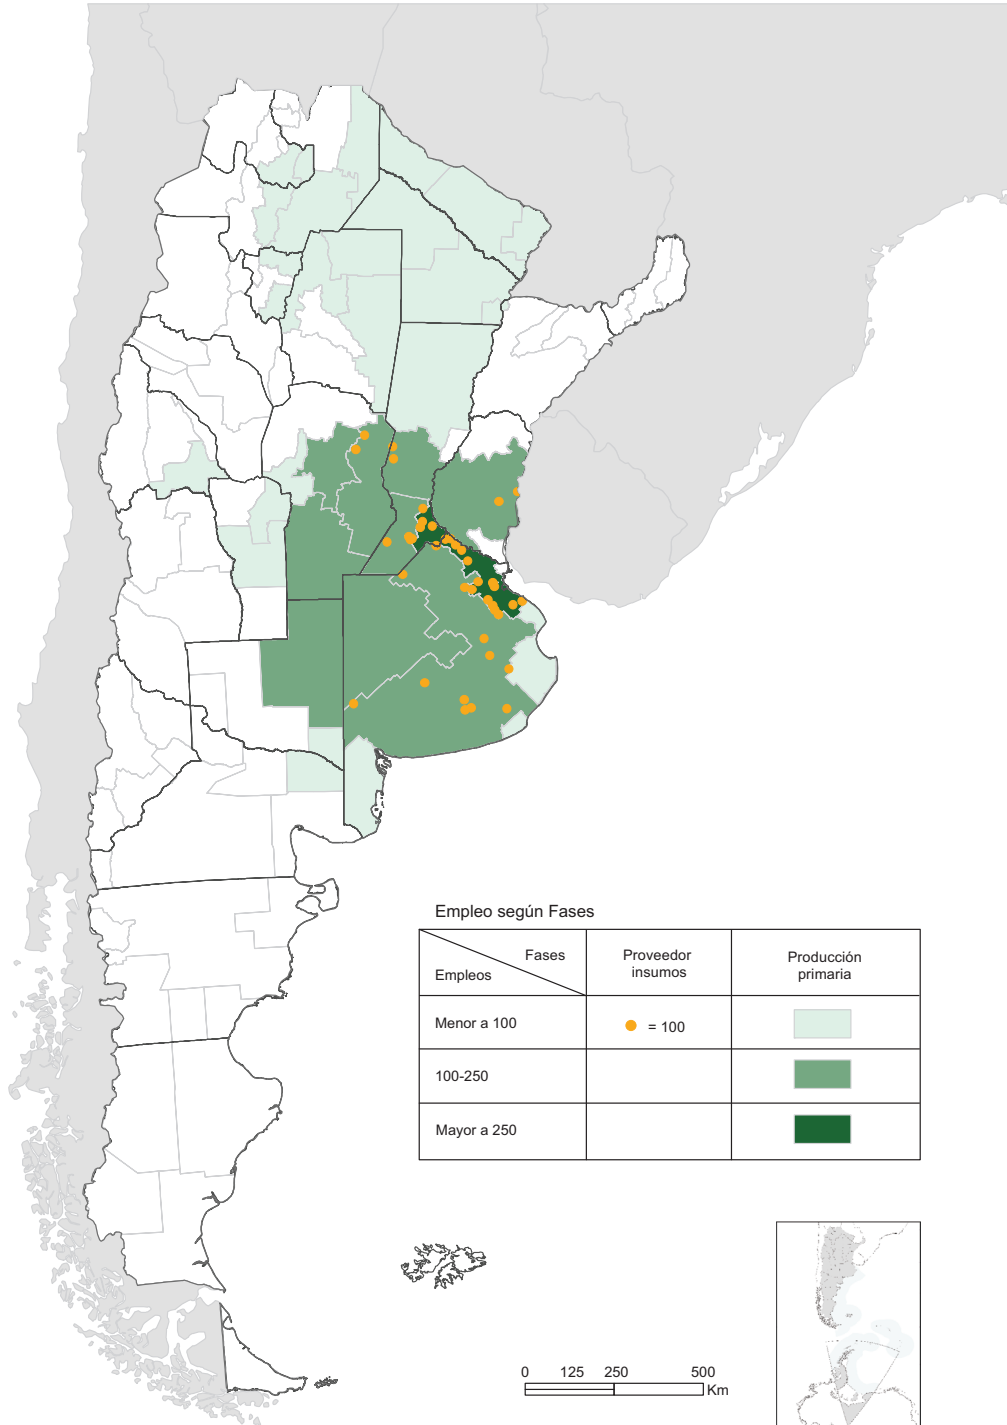 Empleo según Fases
Fases
Empleos
Proveedor
insumos
Producción
primaria
Menor a 100
= 100
100-250
Mayor a 250
0 125 250 500
Km